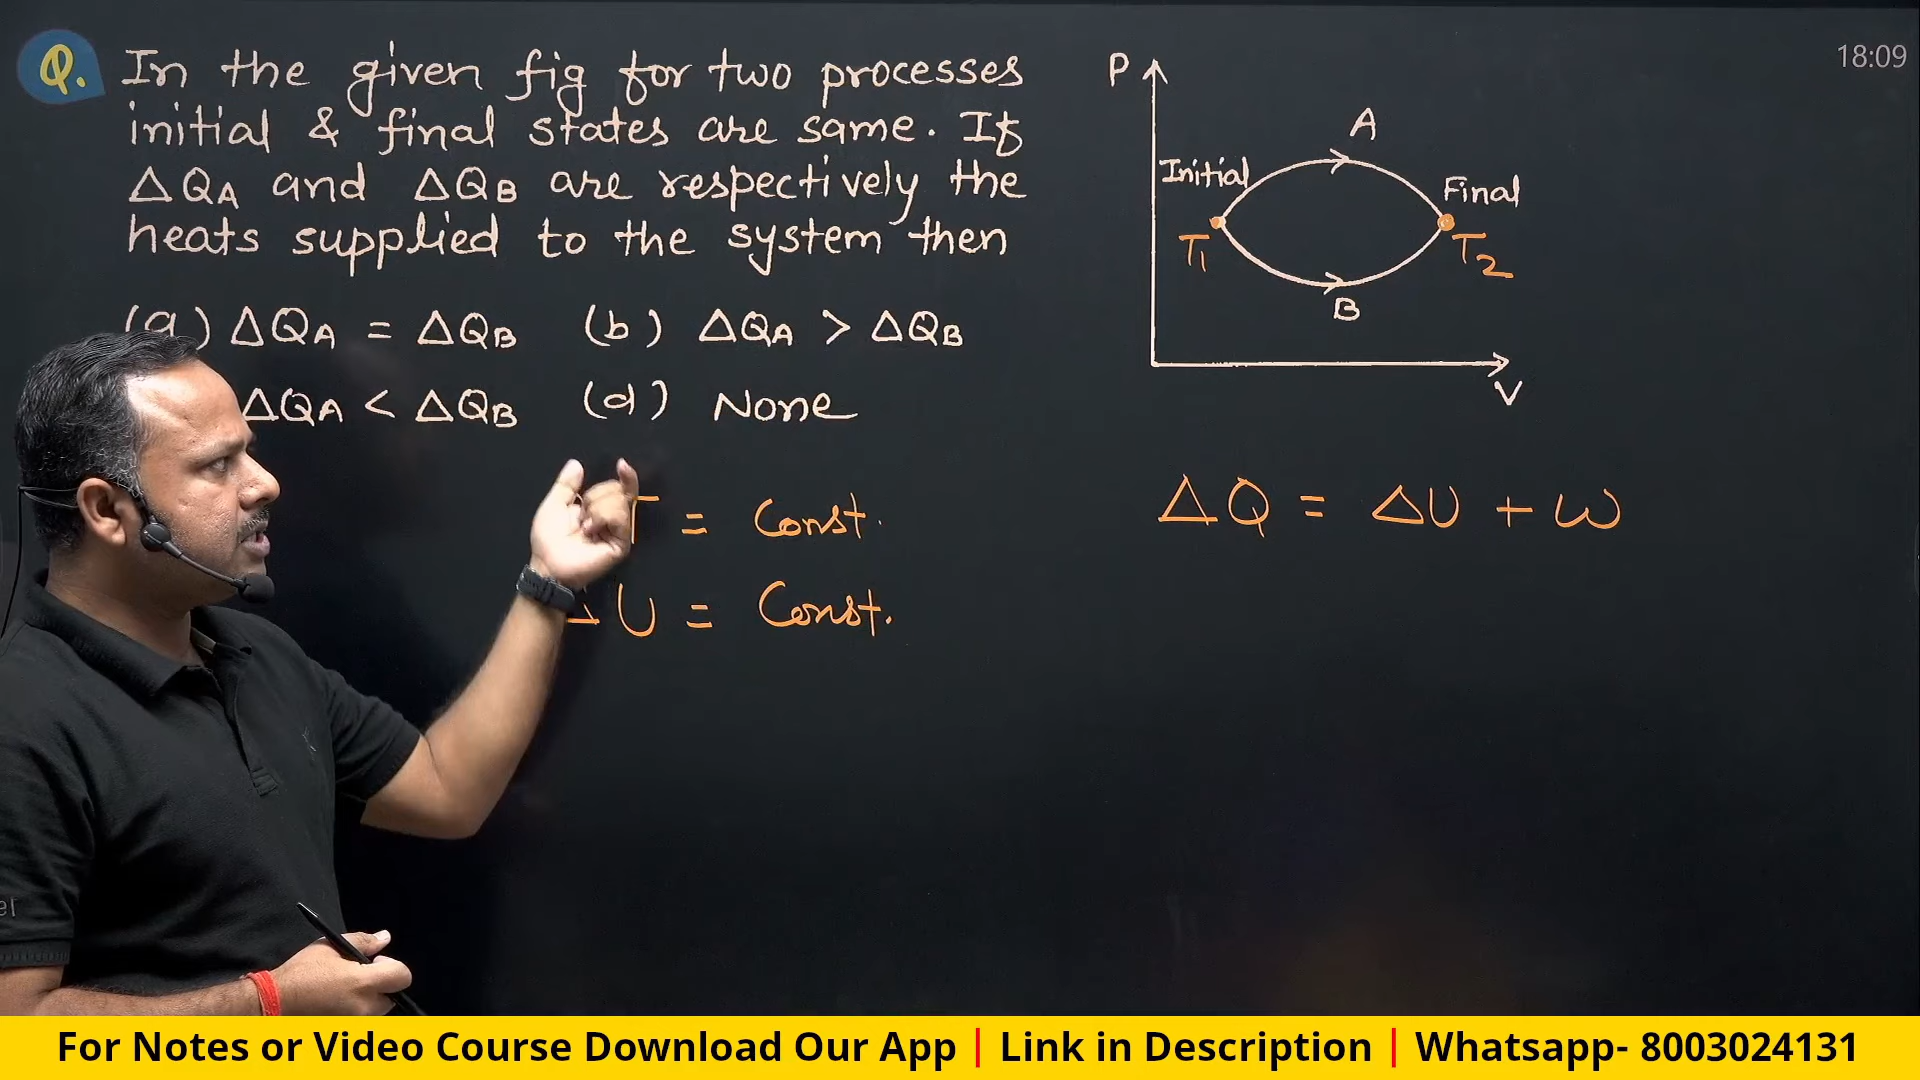 Q. In the given fig for two processes
initial & final states are same. If
ΔQA and ΔQB are respectively the
heats supplied to the system then
(a) ΔQA = ΔQB (b) ΔQA > ΔQB
ΔQA < ΔQB (d) None
P
18:09
A
Initial
Final
T1
T2
B
V
T = Const.
ΔU = Const.
ΔQ = ΔU + W
For Notes or Video Course Download Our App | Link in Description | Whatsapp- 8003024131